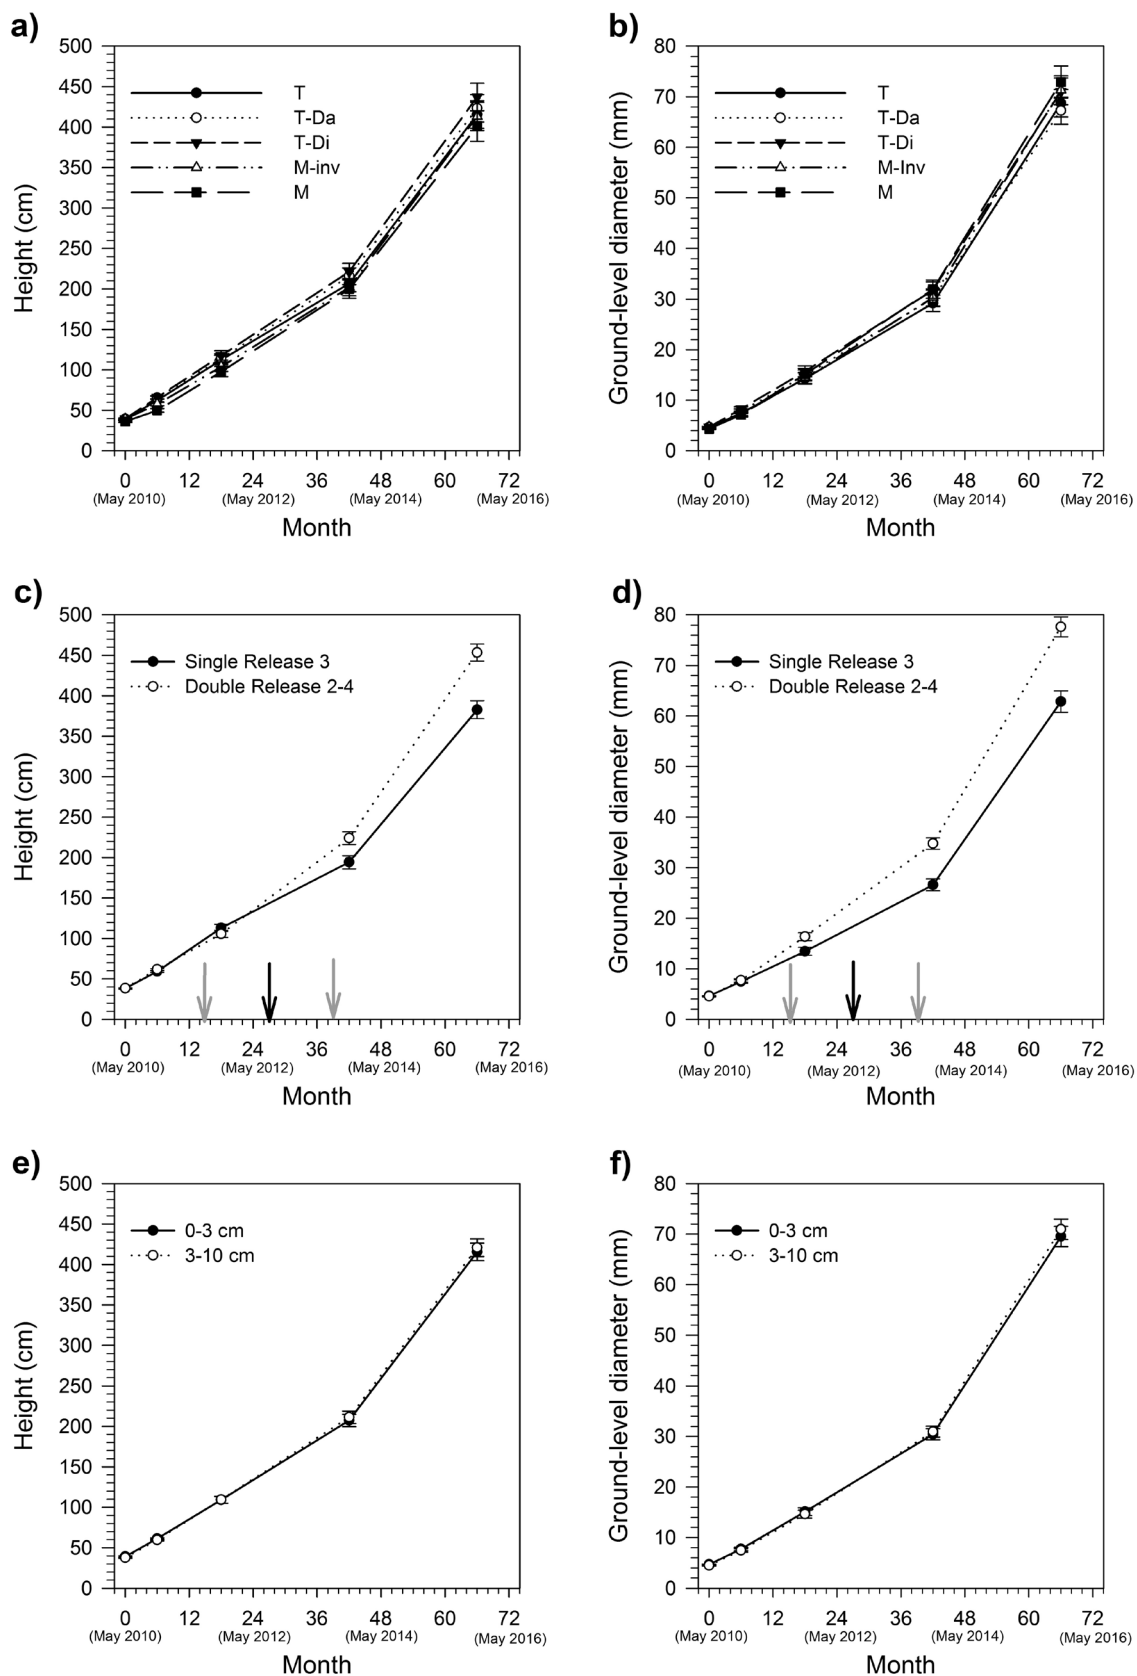 a)
500
450
400
350
300
250
200
150
100
50
0
Height (cm)
T
T-Da
T-Di
M-inv
M
0 12 24 36 48 60 72
(May 2010) (May 2012) (May 2014) (May 2016)
Month
b)
80
70
60
50
40
30
20
10
0
Ground-level diameter (mm)
T
T-Da
T-Di
M-Inv
M
0 12 24 36 48 60 72
(May 2010) (May 2012) (May 2014) (May 2016)
Month
c)
500
450
400
350
300
250
200
150
100
50
0
Height (cm)
Single Release 3
Double Release 2-4
0 12 24 36 48 60 72
(May 2010) (May 2012) (May 2014) (May 2016)
Month
d)
80
70
60
50
40
30
20
10
0
Ground-level diameter (mm)
Single Release 3
Double Release 2-4
0 12 24 36 48 60 72
(May 2010) (May 2012) (May 2014) (May 2016)
Month
e)
500
450
400
350
300
250
200
150
100
50
0
Height (cm)
0-3 cm
3-10 cm
0 12 24 36 48 60 72
(May 2010) (May 2012) (May 2014) (May 2016)
Month
f)
80
70
60
50
40
30
20
10
0
Ground-level diameter (mm)
0-3 cm
3-10 cm
0 12 24 36 48 60 72
(May 2010) (May 2012) (May 2014) (May 2016)
Month